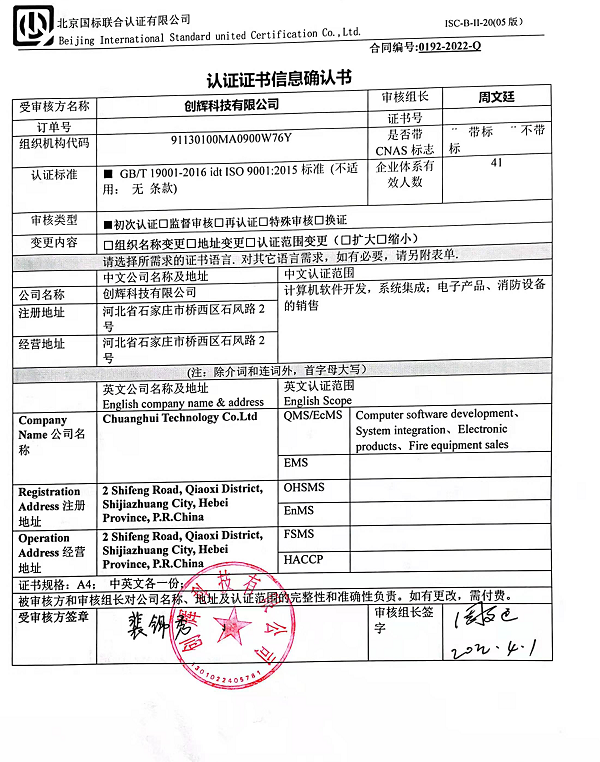 北京国标联合认证有限公司
Beijing International Standard united Certification Co.,Ltd.
ISC-B-II-20(05 版)
合同编号:0192-2022-Q
认证证书信息确认书
受审核方名称 创辉科技有限公司 审核组长 周文廷
订单号 证书号
组织机构代码 91130100MA0900W76Y 是否带 CNAS 标志 ¨ 带标 ¨ 不带标
认证标准 ■ GB/T 19001-2016 idt ISO 9001:2015 标准 (不适用: 无 条款) 企业体系有效人数 41
审核类型 ■初次认证□监督审核□再认证□特殊审核□换证
变更内容 □组织名称变更□地址变更□认证范围变更（□扩大□缩小）
请选择所需求的证书语言. 对其它语言需求, 如有必要, 请另附表单.
中文公司名称及地址 中文认证范围
公司名称 创辉科技有限公司 计算机软件开发，系统集成；电子产品、消防设备的销售
注册地址 河北省石家庄市桥西区石风路 2 号
经营地址 河北省石家庄市桥西区石风路 2 号
(注: 除介词和连词外, 首字母大写)
英文公司名称及地址 英文认证范围
English company name & address English Scope
Company Name 公司名称 Chuanghui Technology Co.Ltd QMS/EcMS Computer software development、System integration、Electronic products、Fire equipment sales
EMS
Registration Address 注册地址 2 Shifeng Road, Qiaoxi District, Shijiazhuang City, Hebei Province, P.R.China OHSMS
EnMS
Operation Address 经营地址 2 Shifeng Road, Qiaoxi District, Shijiazhuang City, Hebei Province, P.R.China FSMS
HACCP
证书规格: A4; 中英文各一份;
被审核方和审核组长对公司名称、地址及认证范围的完整性和准确性负责。如有更改, 需付费。
受审核方签章 审核组长签字
创辉科技有限公司
1301022405781
2022.4.1